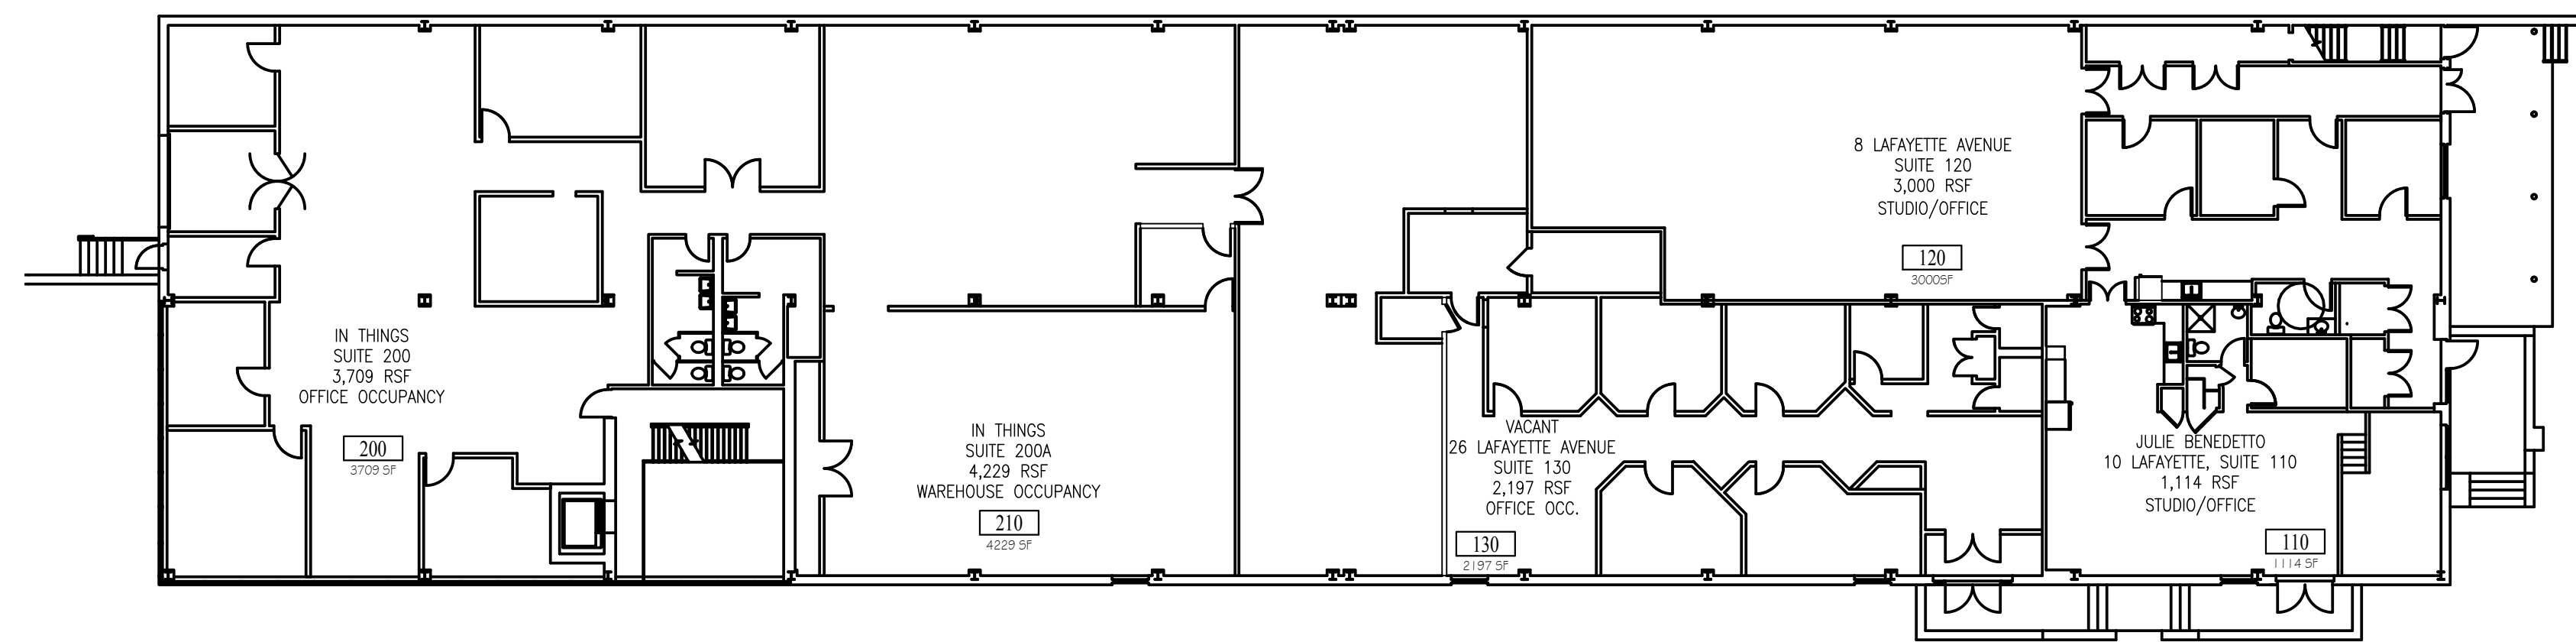 IN THINGS
SUITE 200
3,709 RSF
OFFICE OCCUPANCY
200
3709 SF
IN THINGS
SUITE 200A
4,229 RSF
WAREHOUSE OCCUPANCY
210
4229 SF
VACANT
26 LAFAYETTE AVENUE
SUITE 130
2,197 RSF
OFFICE OCC.
130
2197 SF
8 LAFAYETTE AVENUE
SUITE 120
3,000 RSF
STUDIO/OFFICE
120
3000SF
JULIE BENEDETTO
10 LAFAYETTE, SUITE 110
1,114 RSF
STUDIO/OFFICE
110
1114 SF